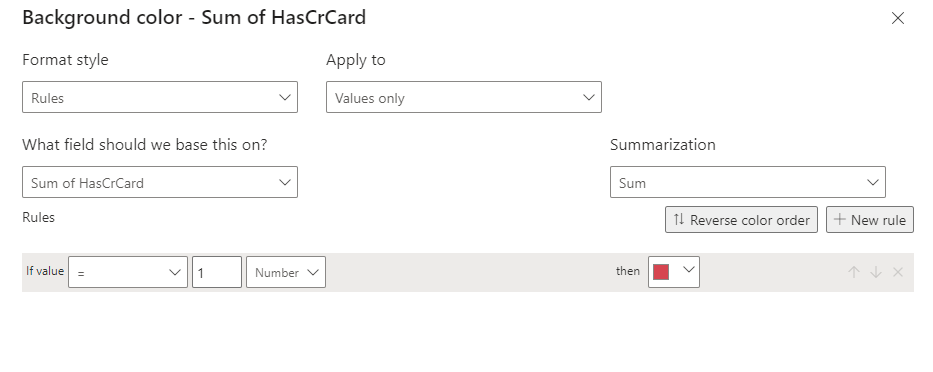 Background color - Sum of HasCrCard
Format style
Apply to
Rules
Values only
What field should we base this on?
Summarization
Sum of HasCrCard
Sum
Rules
Reverse color order
New rule
If value = 1 Number then